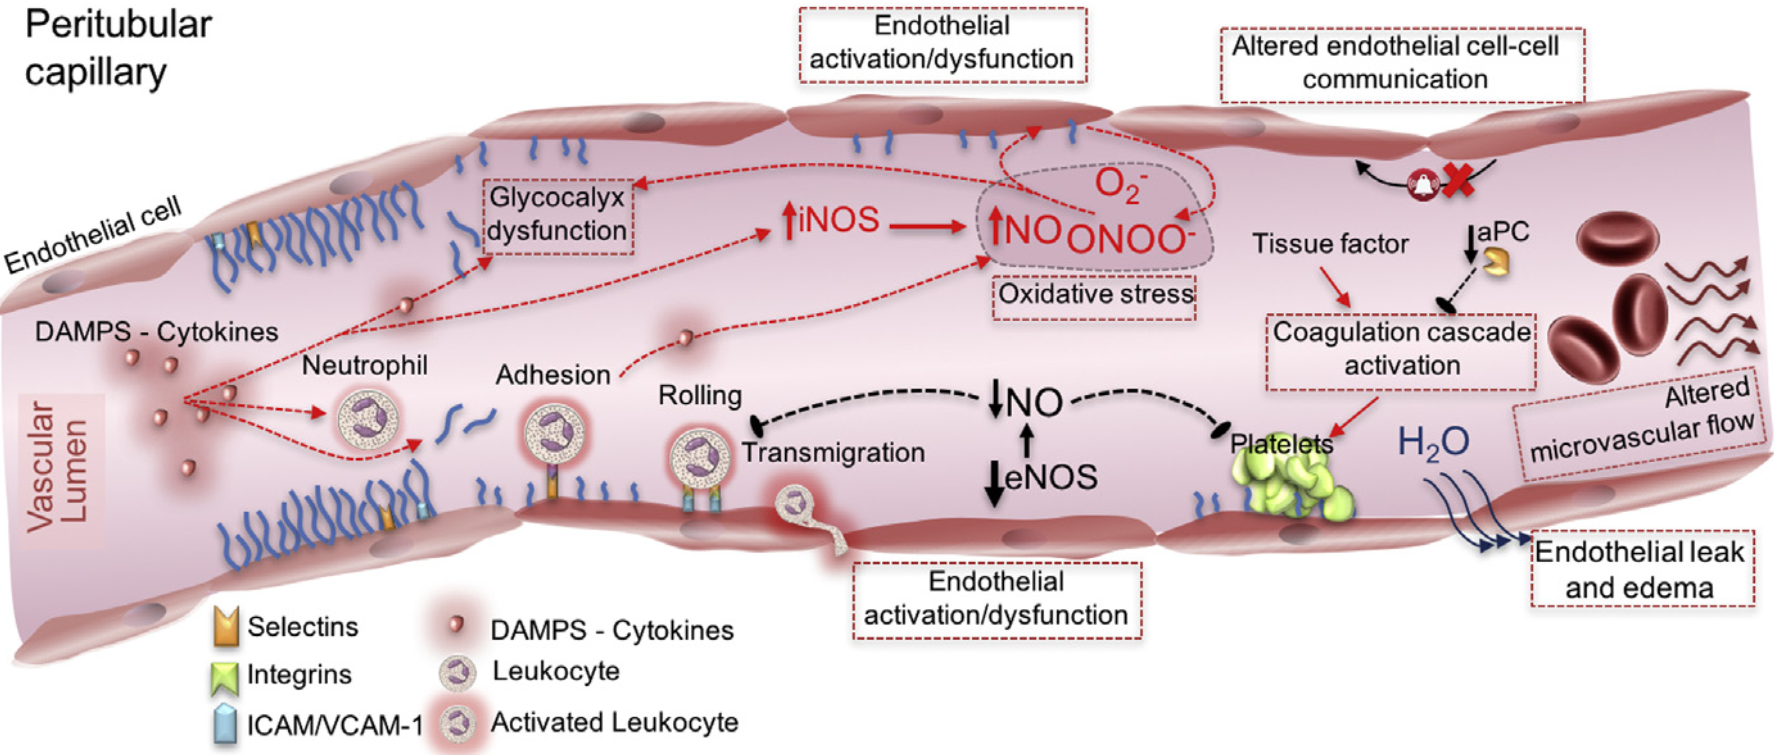 Peritubular
capillary
Endothelial
activation/dysfunction
Altered endothelial cell-cell
communication
Endothelial cell
Glycocalyx
dysfunction
iNOS
O2-
NO
ONOO-
Oxidative stress
Tissue factor
aPC
DAMPS - Cytokines
Neutrophil
Adhesion
Rolling
Transmigration
NO
eNOS
Coagulation cascade
activation
Platelets
H2O
Altered
microvascular flow
Vascular
Lumen
Endothelial
activation/dysfunction
Endothelial leak
and edema
Selectins
Integrins
ICAM/VCAM-1
DAMPS - Cytokines
Leukocyte
Activated Leukocyte